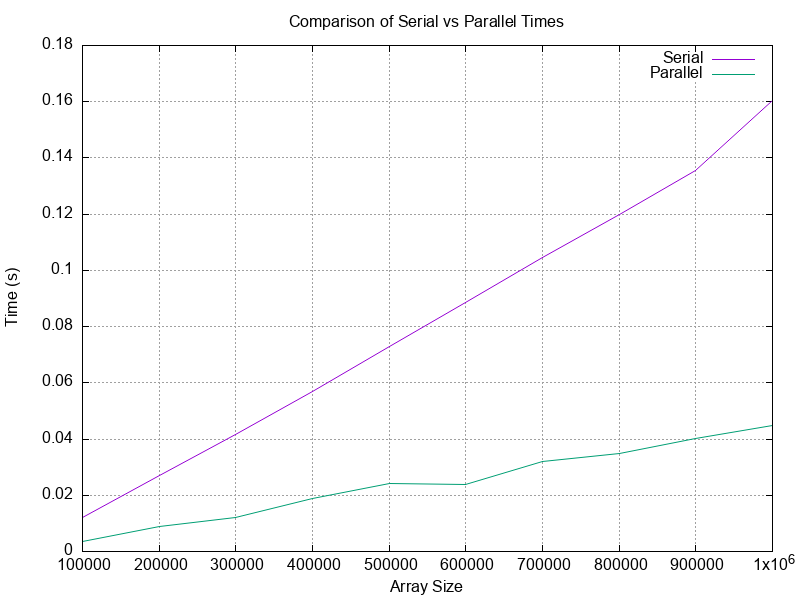 Comparison of Serial vs Parallel Times
Serial
Parallel
0.18
0.16
0.14
0.12
0.1
0.08
0.06
0.04
0.02
0
Time (s)
100000 200000 300000 400000 500000 600000 700000 800000 900000 1x10⁶
Array Size